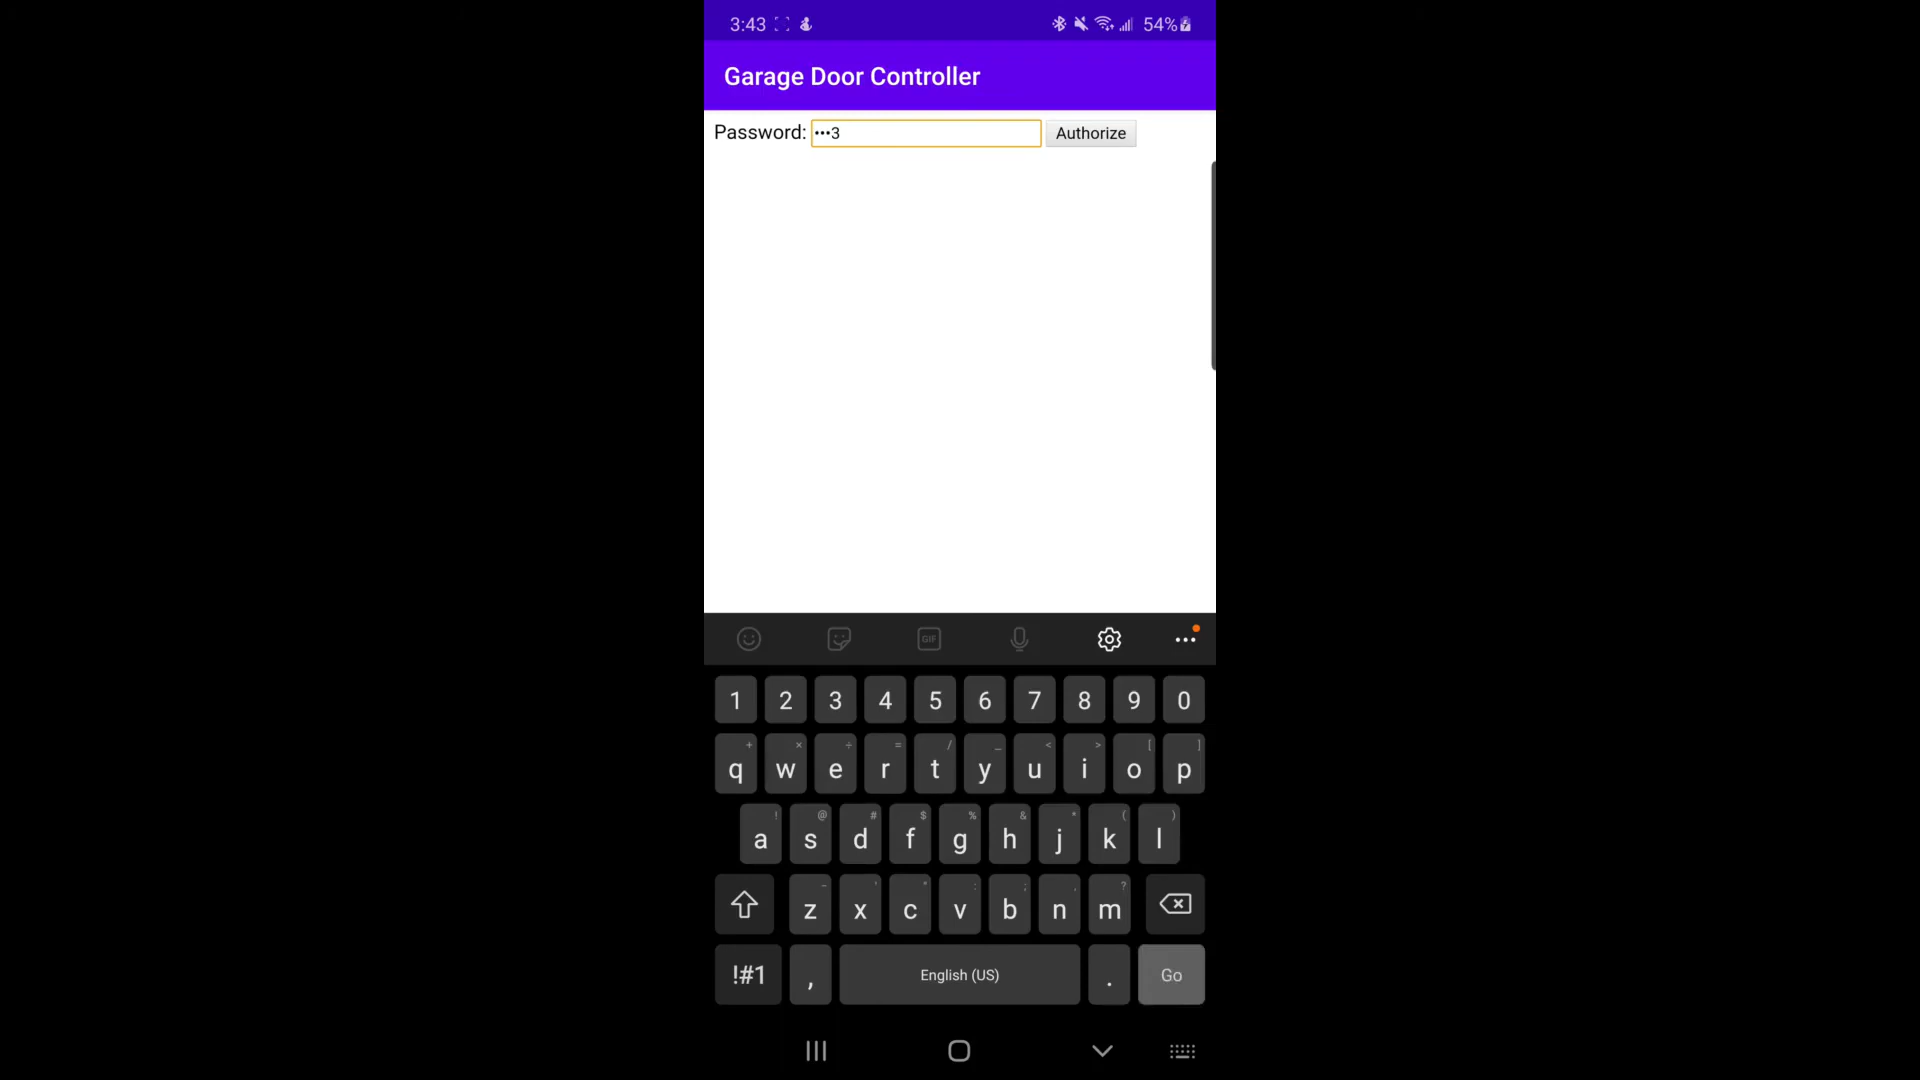 3:43 54%
Garage Door Controller
Password: •••3 Authorize
GIF
1 2 3 4 5 6 7 8 9 0
+ × ÷ = / _ < > [ ]
q w e r t y u i o p
! @ # $ % & * ( )
a s d f g h j k l
- ' " : ; , ?
z x c v b n m
!#1 , English (US) . Go